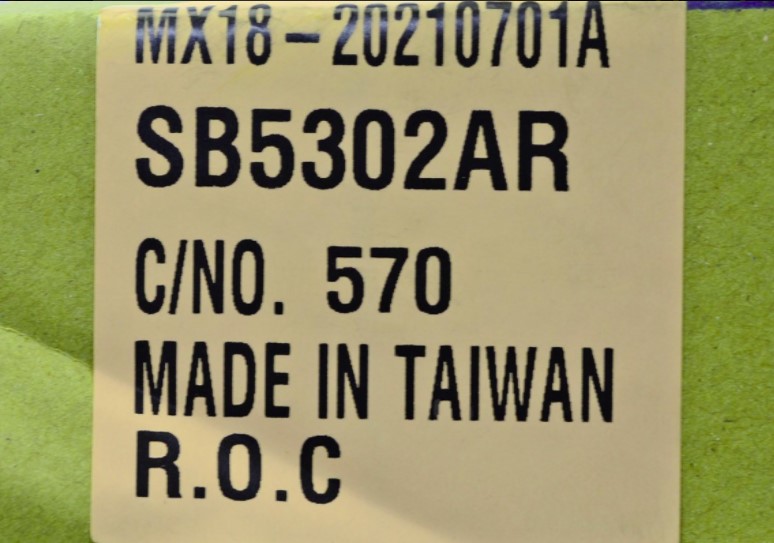 MX18-20210701A
SB5302AR
C/NO. 570
MADE IN TAIWAN
R.O.C